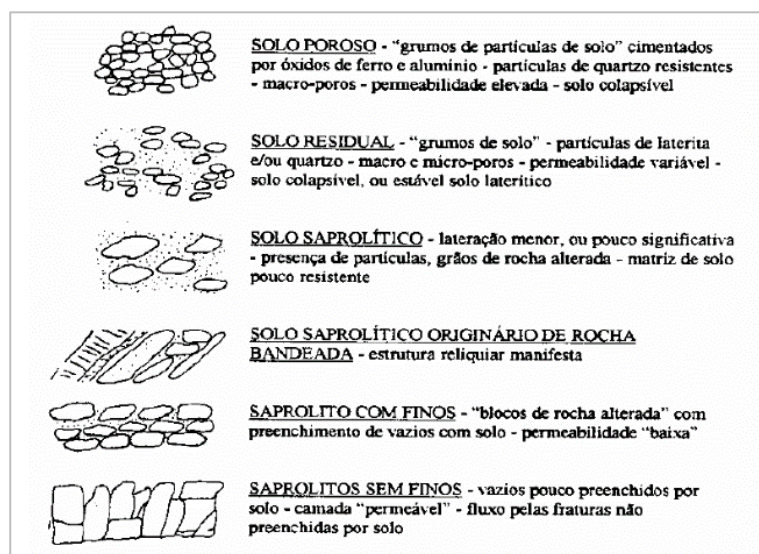 SOLO POROSO - “grumos de partículas de solo” cimentados
por óxidos de ferro e alumínio - partículas de quartzo resistentes
- macro-poros - permeabilidade elevada - solo colapsível
SOLO RESIDUAL - “grumos de solo” - partículas de laterita
e/ou quartzo - macro e micro-poros - permeabilidade variável -
solo colapsível, ou estável solo laterítico
SOLO SAPROLÍTICO - lateração menor, ou pouco significativa
- presença de partículas, grãos de rocha alterada - matriz de solo
pouco resistente
SOLO SAPROLÍTICO ORIGINÁRIO DE ROCHA
BANDEADA - estrutura reliquiar manifesta
SAPROLITO COM FINOS - “blocos de rocha alterada” com
preenchimento de vazios com solo - permeabilidade “baixa”
SAPROLITOS SEM FINOS - vazios pouco preenchidos por
solo - camada “permeável” - fluxo pelas fraturas não
preenchidas por solo